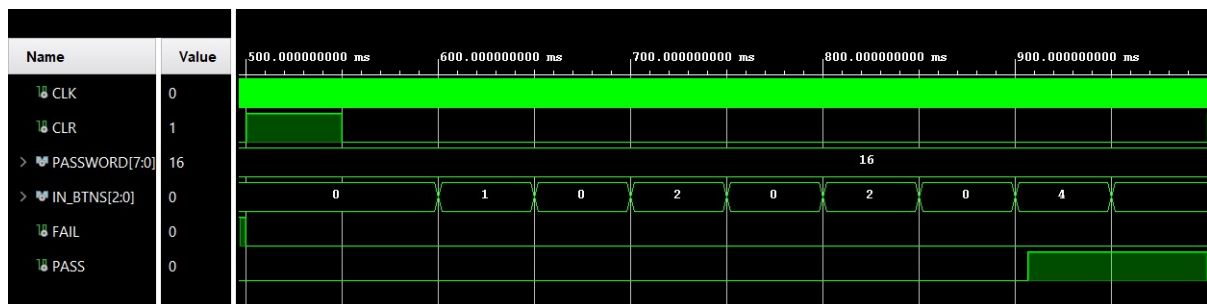 Name Value 500.000000000 ms 600.000000000 ms 700.000000000 ms 800.000000000 ms 900.000000000 ms
CLK 0
CLR 1
PASSWORD[7:0] 16 16
IN_BTNS[2:0] 0 0 1 0 2 0 2 0 4
FAIL 0
PASS 0